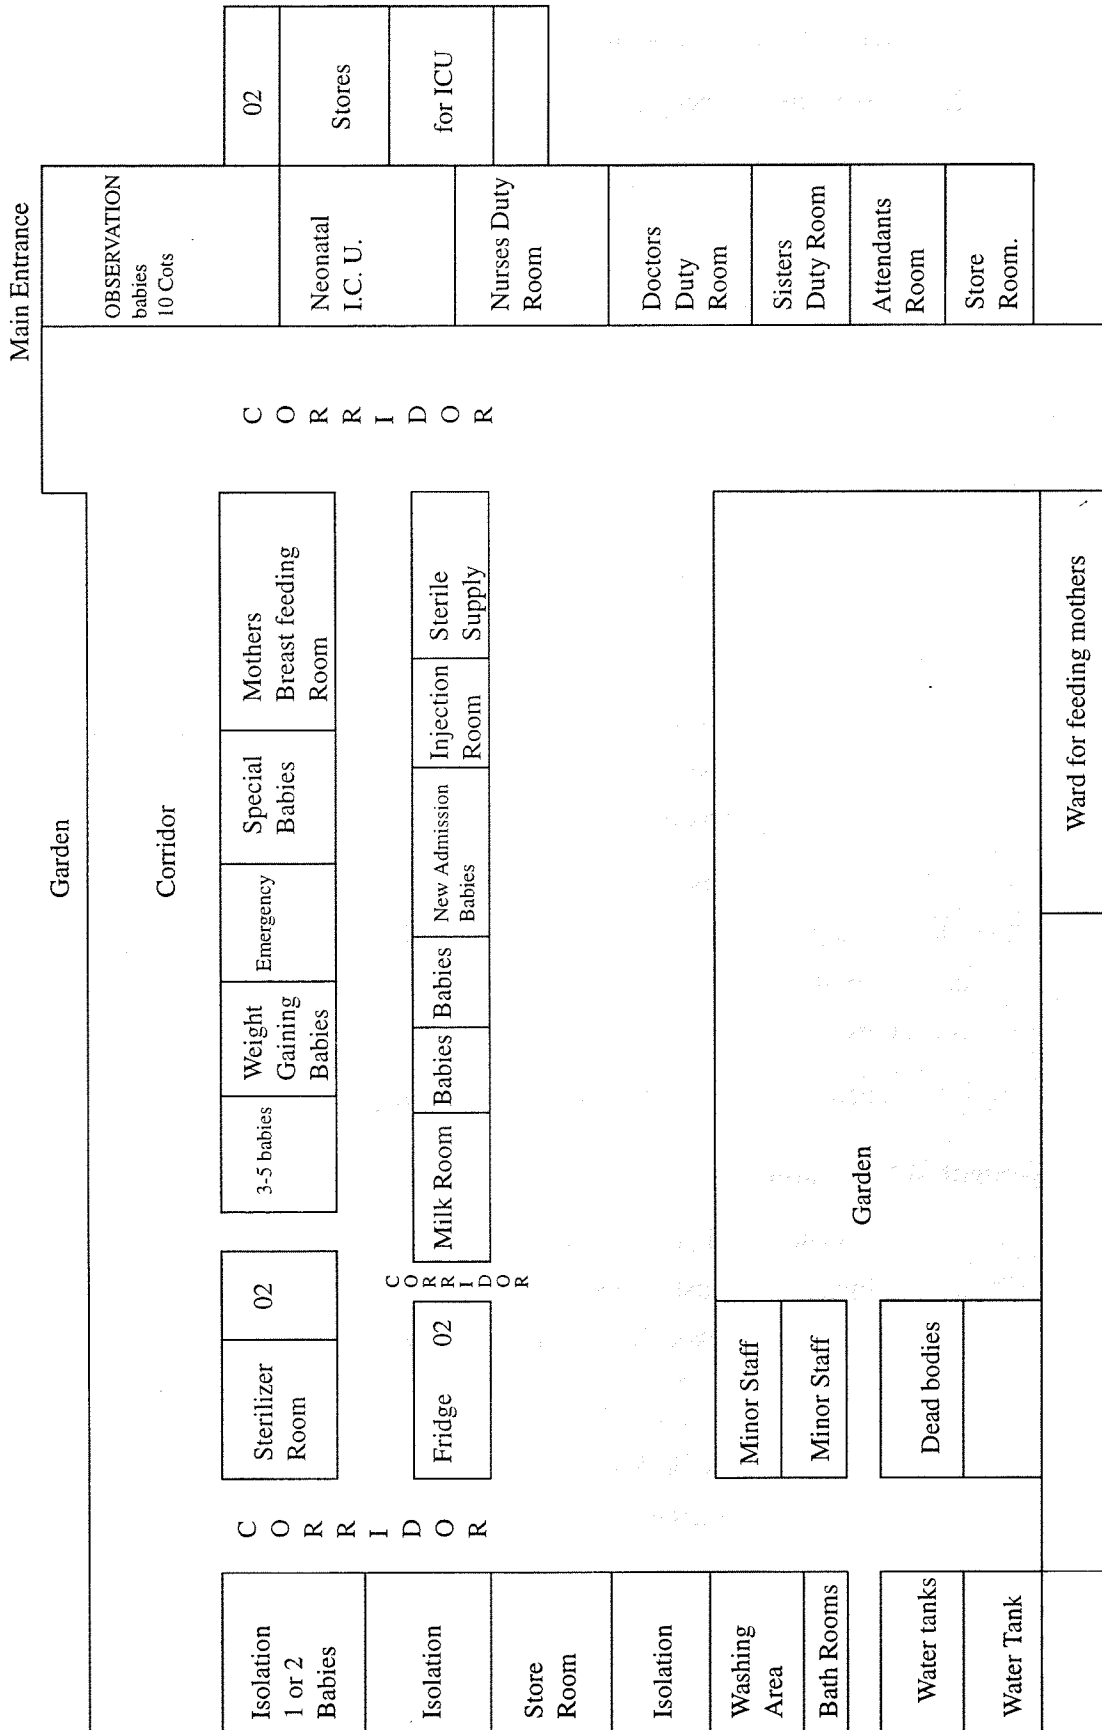 Main Entrance
Garden
Corridor
OBSERVATION
babies
10 Cots
02
Stores
for ICU
Neonatal
I.C. U.
Nurses Duty
Room
Doctors
Duty
Room
Sisters
Duty Room
Attendants
Room
Store
Room.
C
O
R
R
I
D
O
R
Mothers
Breast feeding
Room
Special
Babies
Emergency
Weight
Gaining
Babies
3-5 babies
02
Sterilizer
Room
Sterile
Supply
Injection
Room
New Admission
Babies
Babies
Babies
Milk Room
C
O
R
R
I
D
O
R
Fridge 02
C
O
R
R
I
D
O
R
Isolation
1 or 2
Babies
Isolation
Store
Room
Isolation
Washing
Area
Bath Rooms
Water tanks
Water Tank
Minor Staff
Minor Staff
Dead bodies
Garden
Ward for feeding mothers